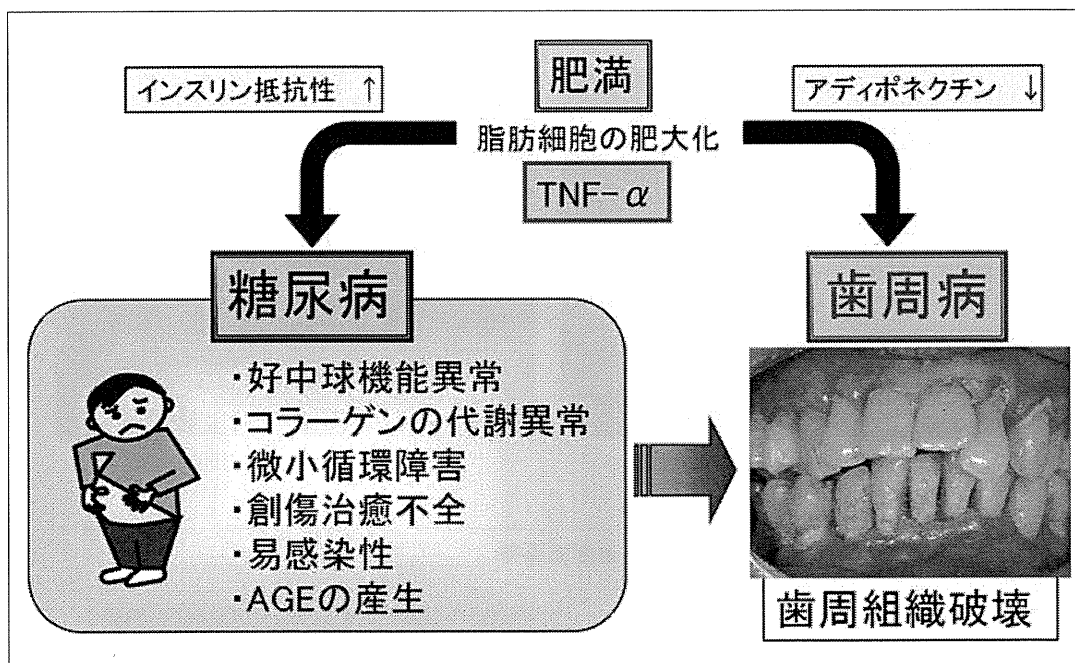 肥満
インスリン抵抗性 ↑
アディポネクチン ↓
脂肪細胞の肥大化
TNF-α
糖尿病
歯周病
・好中球機能異常
・コラーゲンの代謝異常
・微小循環障害
・創傷治癒不全
・易感染性
・AGEの産生
歯周組織破壊